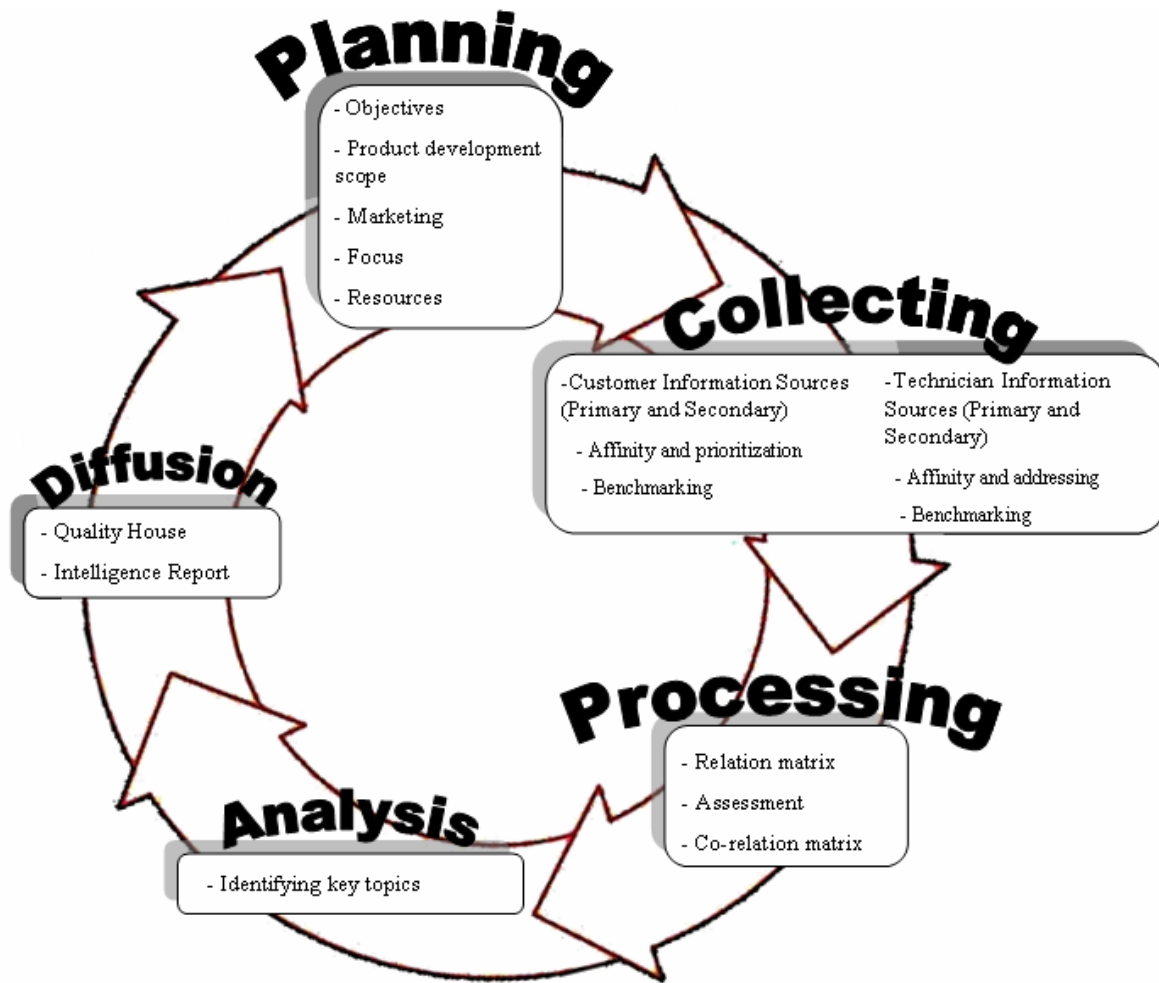 Planning
- Objectives
- Product development
scope
- Marketing
- Focus
- Resources
Collecting
-Customer Information Sources
(Primary and Secondary)
- Affinity and prioritization
- Benchmarking
-Technician Information
Sources (Primary and
Secondary)
- Affinity and addressing
- Benchmarking
Processing
- Relation matrix
- Assessment
- Co-relation matrix
Analysis
- Identifying key topics
Diffusion
- Quality House
- Intelligence Report